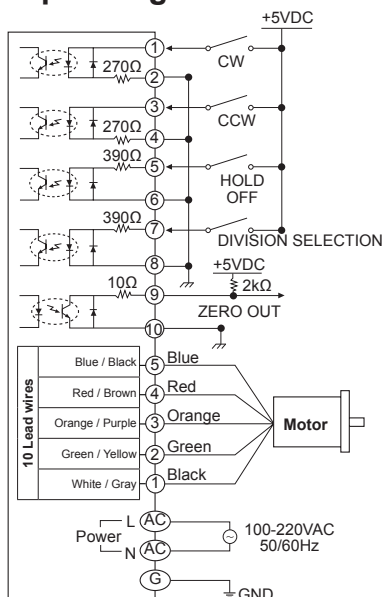 +5VDC
1
CW
270Ω
2
3
CCW
270Ω
4
390Ω
5
HOLD
OFF
6
390Ω
7
DIVISION SELECTION
8
+5VDC
10Ω
9
2kΩ
ZERO OUT
10
10 Lead wires
Blue / Black
5
Blue
Red / Brown
4
Red
Orange / Purple
3
Orange
Motor
Green / Yellow
2
Green
White / Gray
1
Black
Power
L
AC
100-220VAC
50/60Hz
N
AC
G
GND